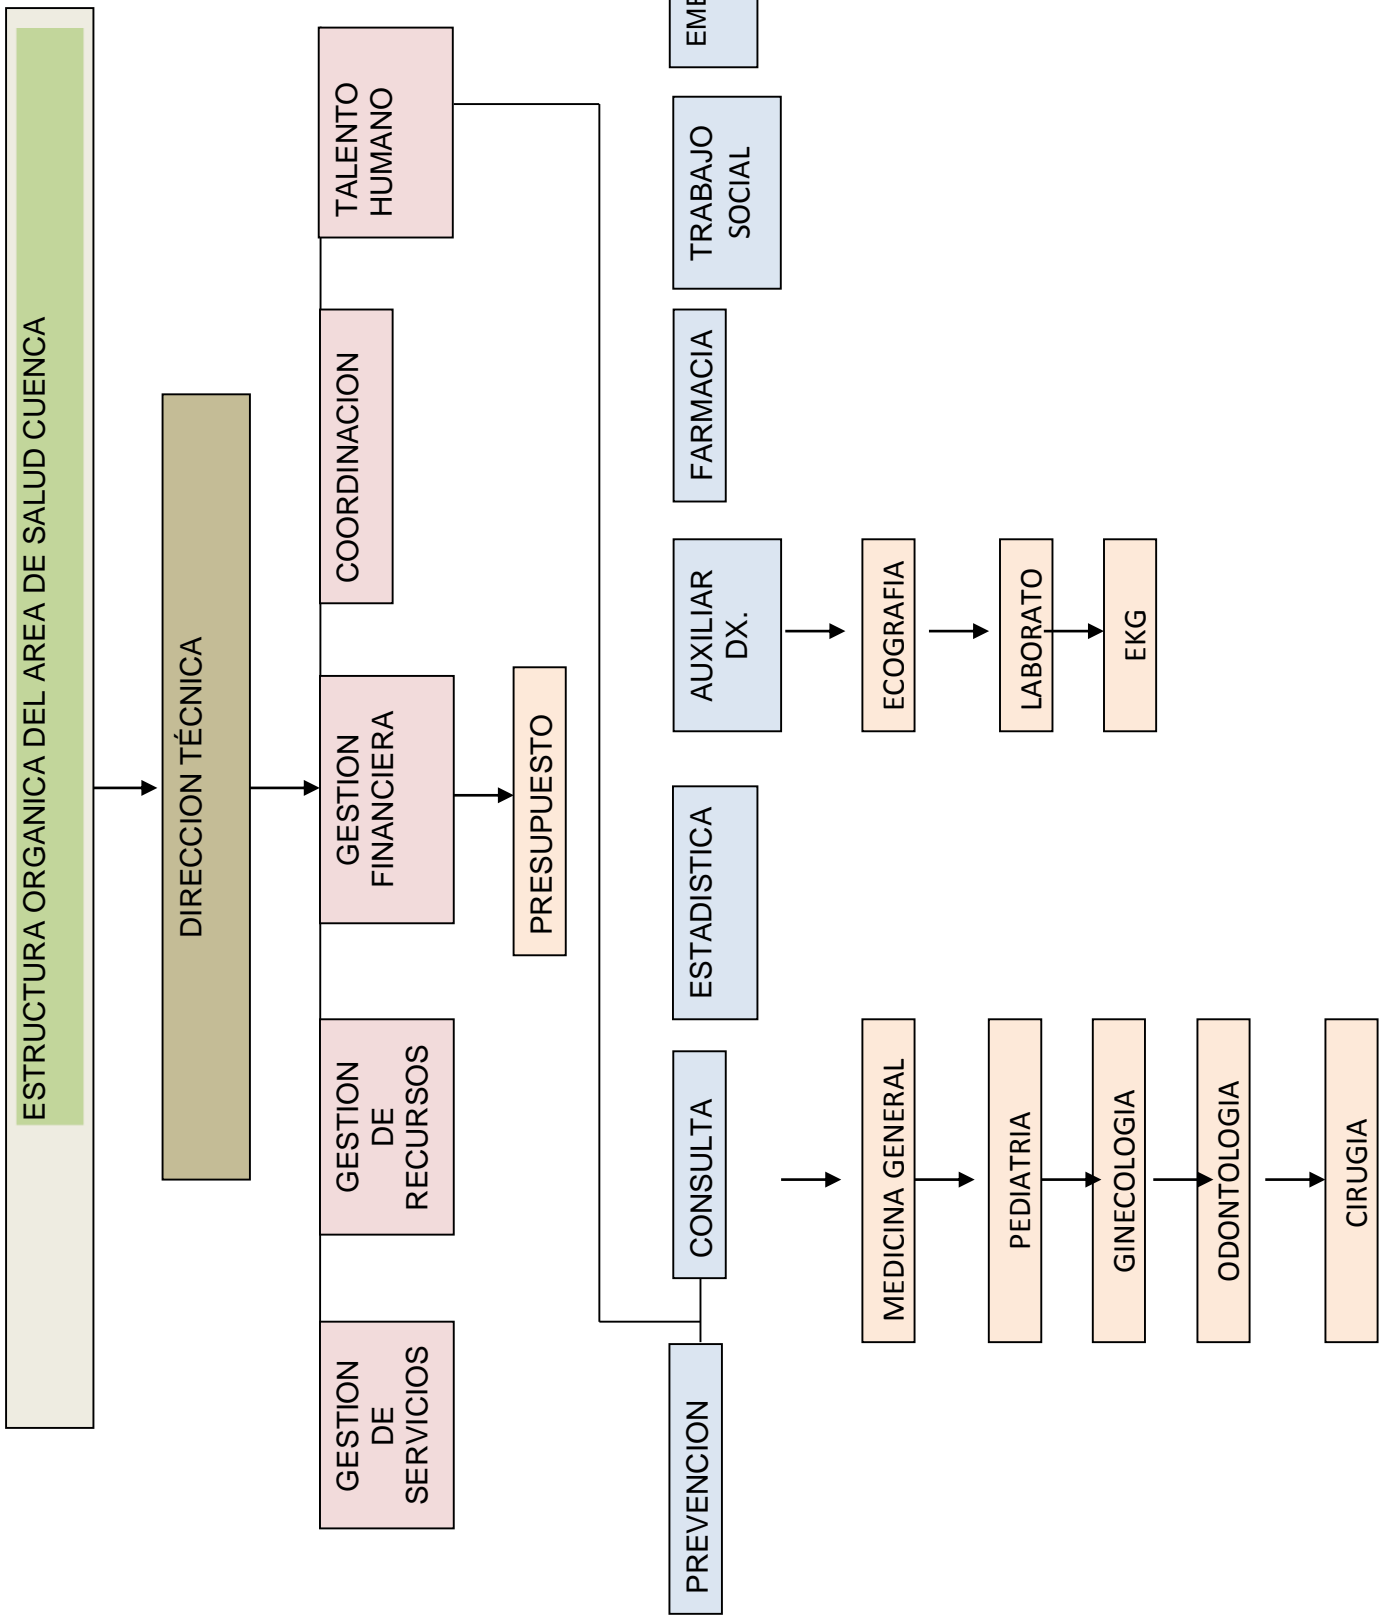 ESTRUCTURA ORGANICA DEL AREA DE SALUD CUENCA
DIRECCION TÉCNICA
GESTION
DE
SERVICIOS
GESTION
DE
RECURSOS
GESTION
FINANCIERA
COORDINACION
TALENTO
HUMANO
PRESUPUESTO
PREVENCION
CONSULTA
ESTADISTICA
AUXILIAR
DX.
FARMACIA
TRABAJO
SOCIAL
MEDICINA GENERAL
PEDIATRIA
GINECOLOGIA
ODONTOLOGIA
CIRUGIA
ECOGRAFIA
LABORATO
EKG